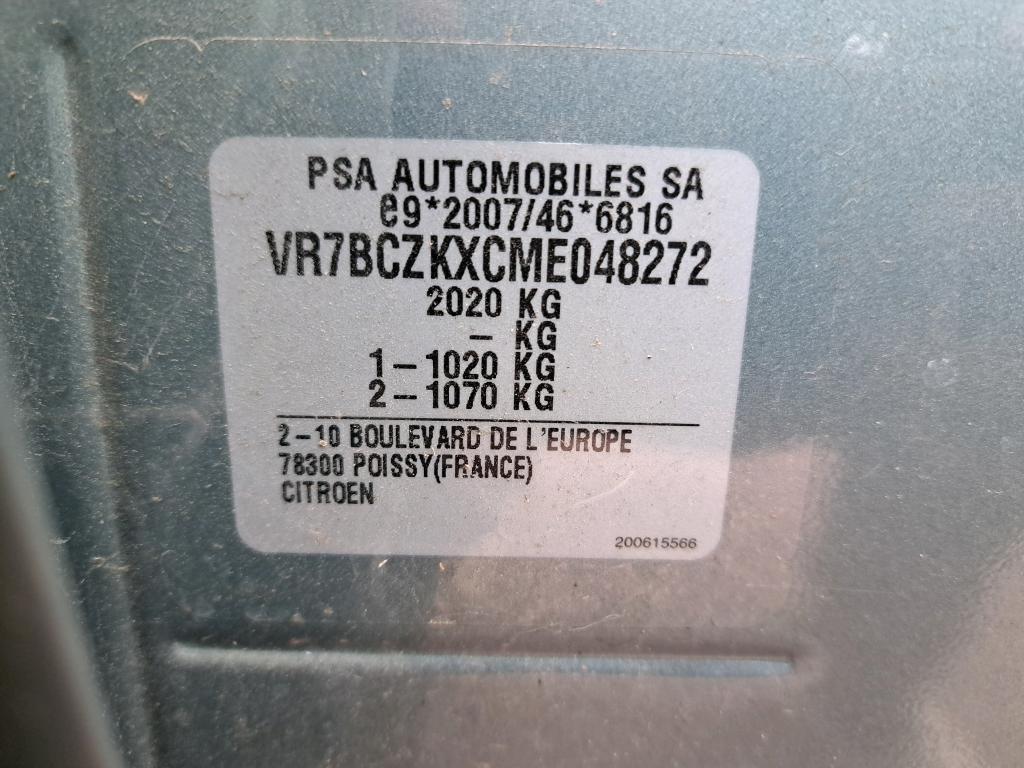 PSA AUTOMOBILES SA
e9*2007/46*6816
VR7BCZKXCME048272
2020 KG
- KG
1-1020 KG
2-1070 KG
2-10 BOULEVARD DE L'EUROPE
78300 POISSY(FRANCE)
CITROEN
200615566